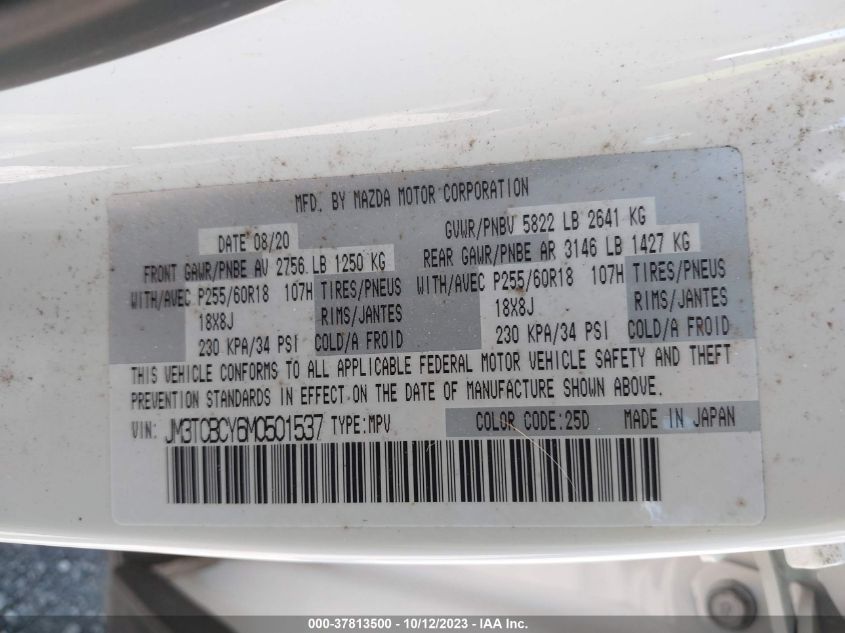 MFD. BY MAZDA MOTOR CORPORATION
DATE 08/20
GVWR/PNBV 5822 LB 2641 KG
FRONT GAWR/PNBE AV 2756 LB 1250 KG
REAR GAWR/PNBE AR 3146 LB 1427 KG
WITH/AVEC P255/60R18 107H TIRES/PNEUS
WITH/AVEC P255/60R18 107H TIRES/PNEUS
18X8J RIMS/JANTES
18X8J RIMS/JANTES
230 KPA/34 PSI COLD/A FROID
230 KPA/34 PSI COLD/A FROID
THIS VEHICLE CONFORMS TO ALL APPLICABLE FEDERAL MOTOR VEHICLE SAFETY AND THEFT
PREVENTION STANDARDS IN EFFECT ON THE DATE OF MANUFACTURE SHOWN ABOVE.
VIN: JM3TCBCY6M0501537 TYPE:MPV COLOR CODE:25D MADE IN JAPAN
000-37813500 - 10/12/2023 - IAA Inc.